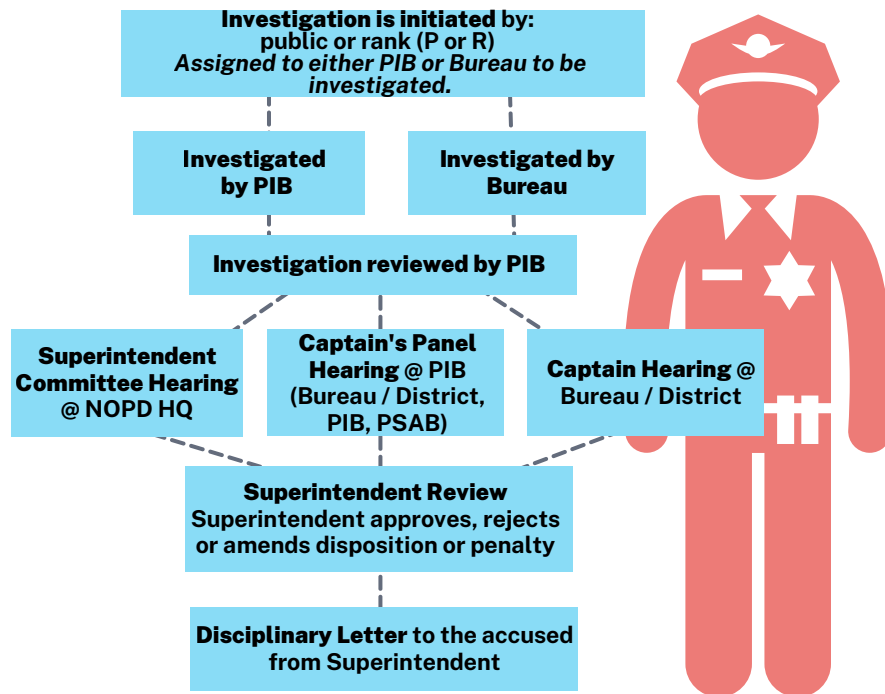 Investigation is initiated by:
public or rank (P or R)
Assigned to either PIB or Bureau to be
investigated.
Investigated
by PIB
Investigated by
Bureau
Investigation reviewed by PIB
Superintendent
Committee Hearing
@ NOPD HQ
Captain's Panel
Hearing @ PIB
(Bureau / District,
PIB, PSAB)
Captain Hearing @
Bureau / District
Superintendent Review
Superintendent approves, rejects
or amends disposition or penalty
Disciplinary Letter to the accused
from Superintendent